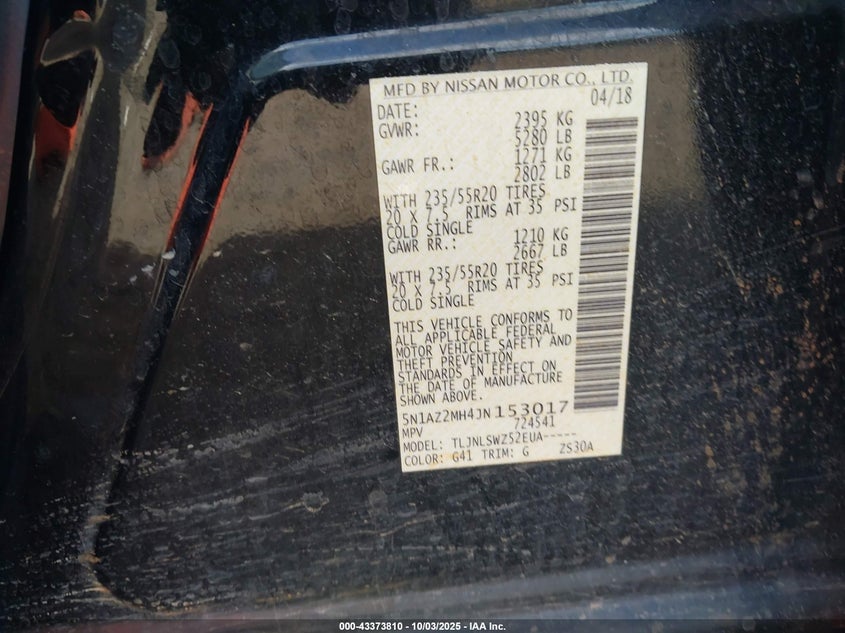 MFD BY NISSAN MOTOR CO., LTD.
DATE: 04/18
GVWR: 2395 KG
5280 LB
GAWR FR.: 1271 KG
2802 LB
WITH 235/55R20 TIRES
20 X 7.5 RIMS AT 35 PSI
COLD SINGLE
GAWR RR.: 1210 KG
2667 LB
WITH 235/55R20 TIRES
20 X 7.5 RIMS AT 35 PSI
COLD SINGLE
THIS VEHICLE CONFORMS TO
ALL APPLICABLE FEDERAL
MOTOR VEHICLE SAFETY AND
THEFT PREVENTION
STANDARDS IN EFFECT ON
THE DATE OF MANUFACTURE
SHOWN ABOVE.
5N1AZ2MH4JN153017
MPV 724541
MODEL: TLJNLSWZ52EUA-----
COLOR: G41 TRIM: G ZS30A
000-43373810 - 10/03/2025 - IAA Inc.